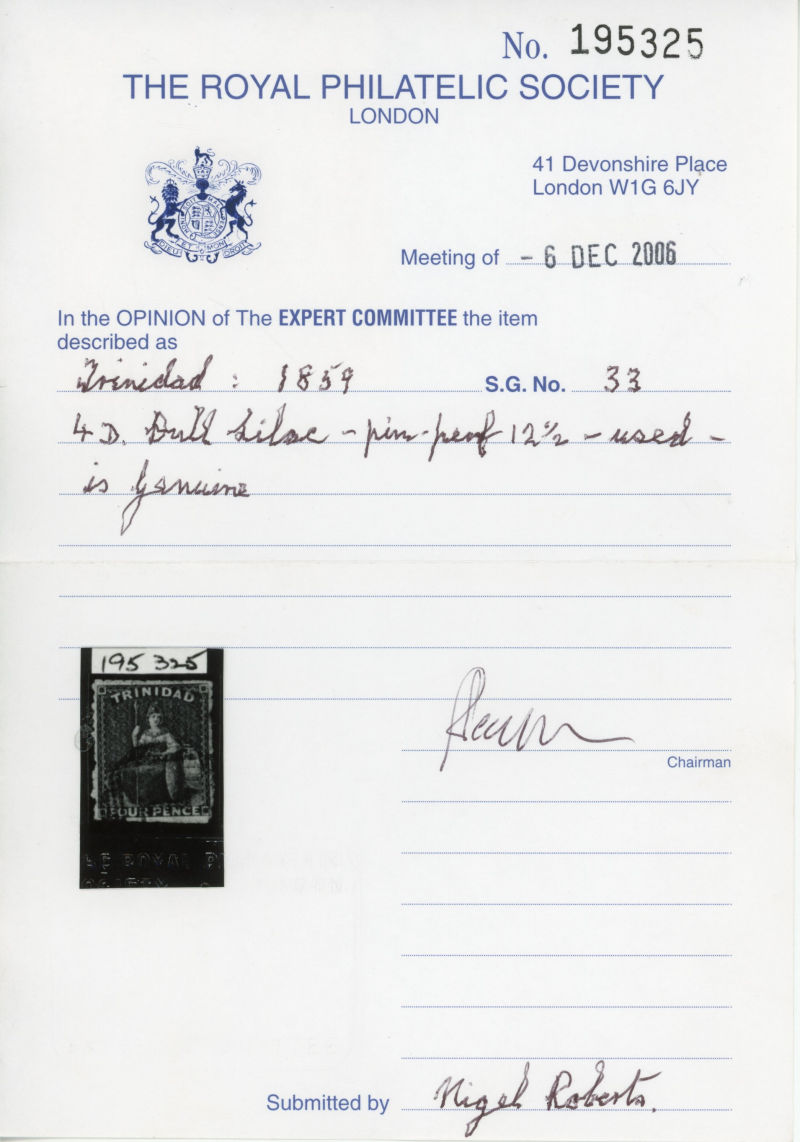 No. 195325
THE ROYAL PHILATELIC SOCIETY
LONDON
41 Devonshire Place
London W1G 6JY
Meeting of - 6 DEC 2006
In the OPINION of The EXPERT COMMITTEE the item
described as
Trinidad : 1859 S.G. No. 33
4 D. Dull Lilac - pin-perf 12½ - used -
is Genuine
195 325
TRINIDAD
FOUR PENCE
ROYAL
Chairman
Submitted by Nigel Roberts.